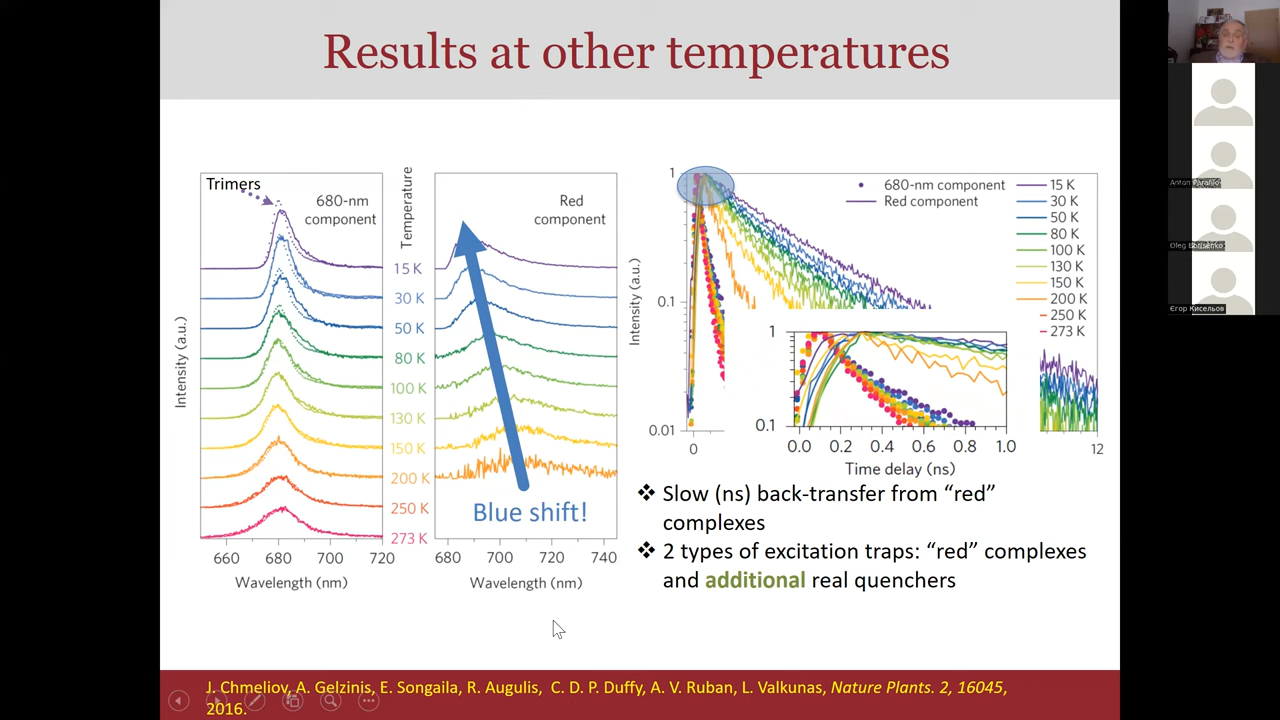 Results at other temperatures
Trimers
680-nm
component
Temperature
Intensity (a.u.)
15 K
30 K
50 K
80 K
100 K
130 K
150 K
200 K
250 K
273 K
660
680
700
720
Wavelength (nm)
Red
component
Blue shift!
680
700
720
740
Wavelength (nm)
Intensity (a.u.)
1
0.1
0.01
680-nm component
Red component
15 K
30 K
50 K
80 K
100 K
130 K
150 K
200 K
250 K
273 K
1
0.1
0.0
0.2
0.4
0.6
0.8
1.0
0
12
Time delay (ns)
❖ Slow (ns) back-transfer from “red”
complexes
❖ 2 types of excitation traps: “red” complexes
and additional real quenchers
J. Chmeliov, A. Gelzinis, E. Songaila, R. Augulis, C. D. P. Duffy, A. V. Ruban, L. Valkunas, Nature Plants. 2, 16045,
2016.
Anton
Oleg
Єгор Кисельов